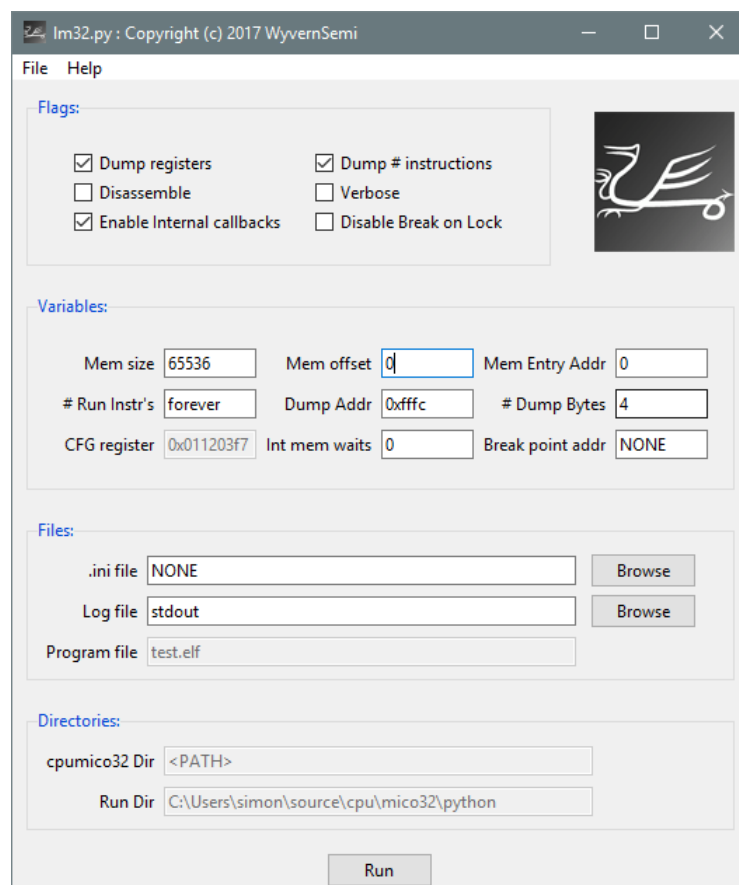 lm32.py : Copyright (c) 2017 WyvernSemi
File Help
Flags:
Dump registers Dump # instructions
Disassemble Verbose
Enable Internal callbacks Disable Break on Lock
Variables:
Mem size 65536 Mem offset 0 Mem Entry Addr 0
# Run Instr's forever Dump Addr 0xfffc # Dump Bytes 4
CFG register 0x011203f7 Int mem waits 0 Break point addr NONE
Files:
.ini file NONE Browse
Log file stdout Browse
Program file test.elf
Directories:
cpumico32 Dir <PATH>
Run Dir C:\Users\simon\source\cpu\mico32\python
Run